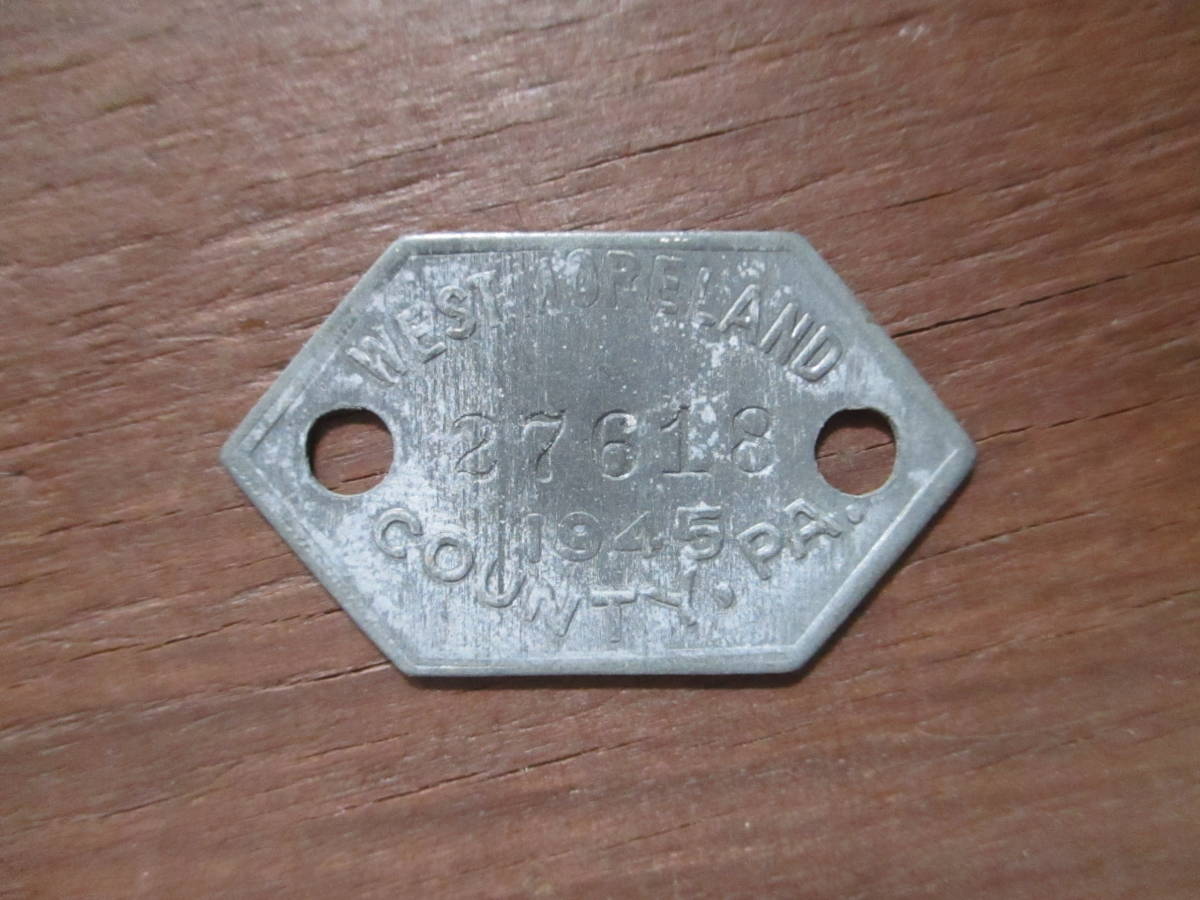 WESTMORELAND
27618
1945
COUNTY, PA.